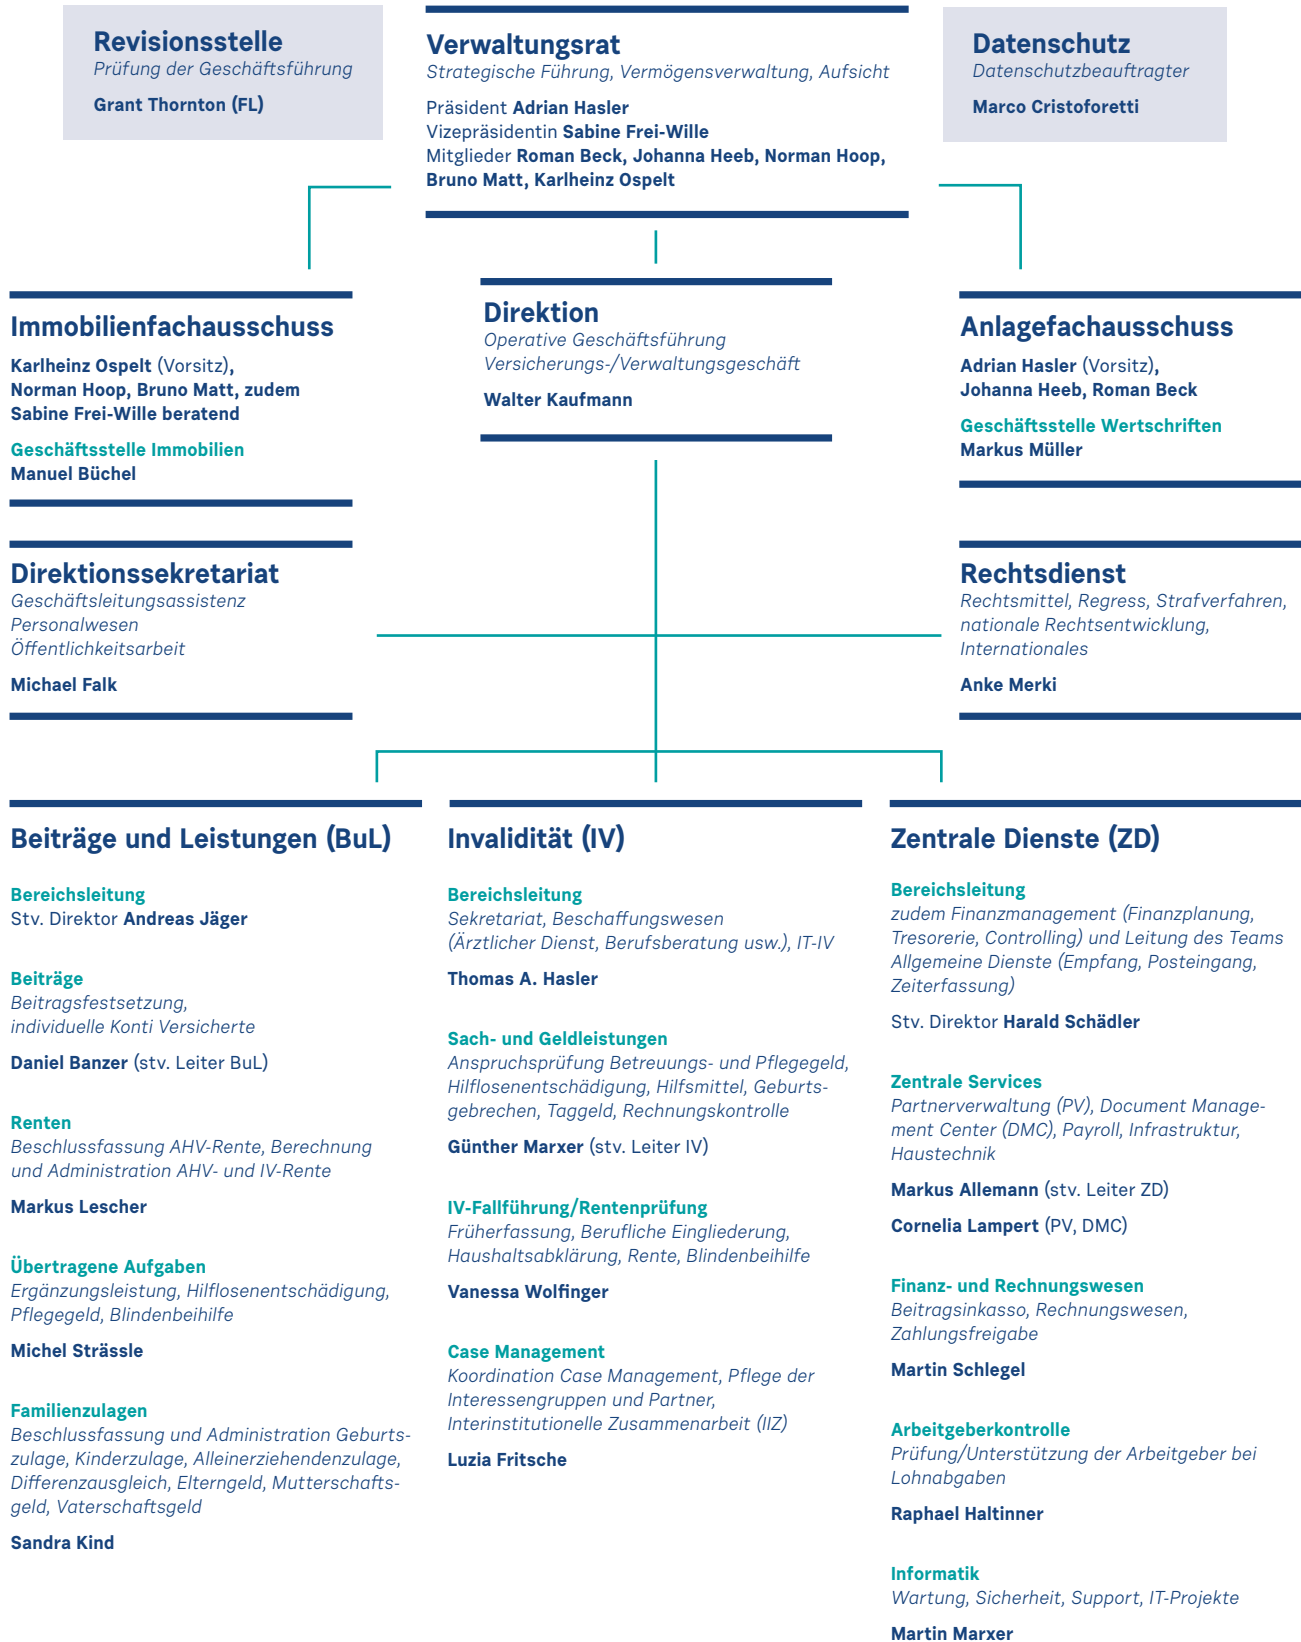 Revisionsstelle
Prüfung der Geschäftsführung
Grant Thornton (FL)
Verwaltungsrat
Strategische Führung, Vermögensverwaltung, Aufsicht
Präsident Adrian Hasler
Vizepräsidentin Sabine Frei-Wille
Mitglieder Roman Beck, Johanna Heeb, Norman Hoop,
Bruno Matt, Karlheinz Ospelt
Datenschutz
Datenschutzbeauftragter
Marco Cristoforetti
Immobilienfachausschuss
Karlheinz Ospelt (Vorsitz),
Norman Hoop, Bruno Matt, zudem
Sabine Frei-Wille beratend
Geschäftsstelle Immobilien
Manuel Büchel
Direktion
Operative Geschäftsführung
Versicherungs-/Verwaltungsgeschäft
Walter Kaufmann
Anlagefachausschuss
Adrian Hasler (Vorsitz),
Johanna Heeb, Roman Beck
Geschäftsstelle Wertschriften
Markus Müller
Direktionssekretariat
Geschäftsleitungsassistenz
Personalwesen
Öffentlichkeitsarbeit
Michael Falk
Rechtsdienst
Rechtsmittel, Regress, Strafverfahren,
nationale Rechtsentwicklung,
Internationales
Anke Merki
Beiträge und Leistungen (BuL)
Bereichsleitung
Stv. Direktor Andreas Jäger
Beiträge
Beitragsfestsetzung,
individuelle Konti Versicherte
Daniel Banzer (stv. Leiter BuL)
Renten
Beschlussfassung AHV-Rente, Berechnung
und Administration AHV- und IV-Rente
Markus Lescher
Übertragene Aufgaben
Ergänzungsleistung, Hilflosenentschädigung,
Pflegegeld, Blindenbeihilfe
Michel Strässle
Familienzulagen
Beschlussfassung und Administration Geburts-
zulage, Kinderzulage, Alleinerziehendenzulage,
Differenzausgleich, Elterngeld, Mutterschafts-
geld, Vaterschaftsgeld
Sandra Kind
Invalidität (IV)
Bereichsleitung
Sekretariat, Beschaffungswesen
(Ärztlicher Dienst, Berufsberatung usw.), IT-IV
Thomas A. Hasler
Sach- und Geldleistungen
Anspruchsprüfung Betreuungs- und Pflegegeld,
Hilflosenentschädigung, Hilfsmittel, Geburts-
gebrechen, Taggeld, Rechnungskontrolle
Günther Marxer (stv. Leiter IV)
IV-Fallführung/Rentenprüfung
Früherfassung, Berufliche Eingliederung,
Haushaltsabklärung, Rente, Blindenbeihilfe
Vanessa Wolfinger
Case Management
Koordination Case Management, Pflege der
Interessengruppen und Partner,
Interinstitutionelle Zusammenarbeit (IIZ)
Luzia Fritsche
Zentrale Dienste (ZD)
Bereichsleitung
zudem Finanzmanagement (Finanzplanung,
Tresorerie, Controlling) und Leitung des Teams
Allgemeine Dienste (Empfang, Posteingang,
Zeiterfassung)
Stv. Direktor Harald Schädler
Zentrale Services
Partnerverwaltung (PV), Document Manage-
ment Center (DMC), Payroll, Infrastruktur,
Haustechnik
Markus Allemann (stv. Leiter ZD)
Cornelia Lampert (PV, DMC)
Finanz- und Rechnungswesen
Beitragsinkasso, Rechnungswesen,
Zahlungsfreigabe
Martin Schlegel
Arbeitgeberkontrolle
Prüfung/Unterstützung der Arbeitgeber bei
Lohnabgaben
Raphael Haltinner
Informatik
Wartung, Sicherheit, Support, IT-Projekte
Martin Marxer